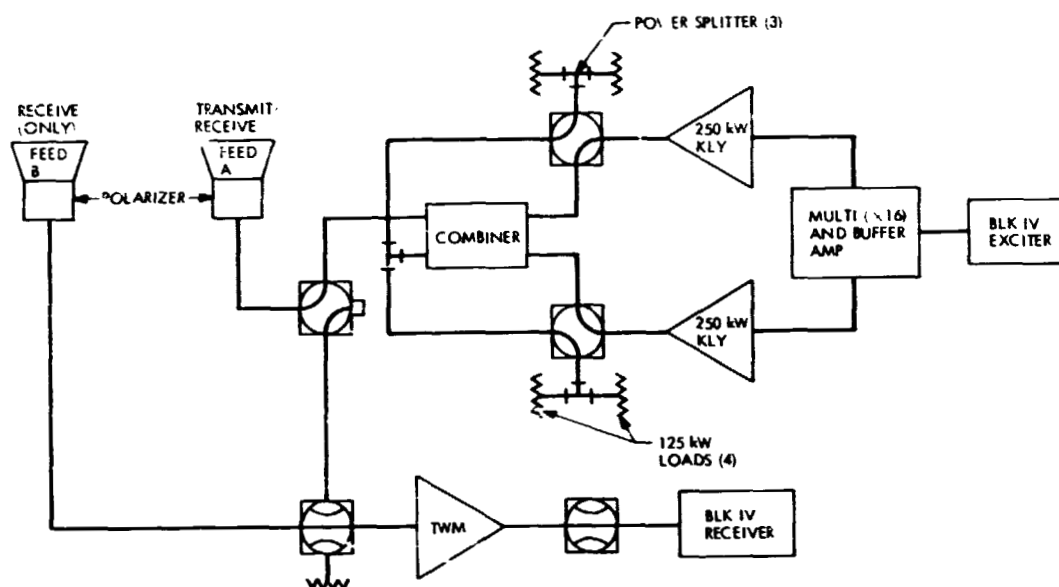 POWER SPLITTER (3)
RECEIVE
(ONLY)
FEED
B
TRANSMIT
RECEIVE
FEED
A
POLARIZER
COMBINER
250 kW
KLY
250 kW
KLY
MULTI (×16)
AND BUFFER
AMP
BLK IV
EXCITER
125 kW
LOADS (4)
TWM
BLK IV
RECEIVER